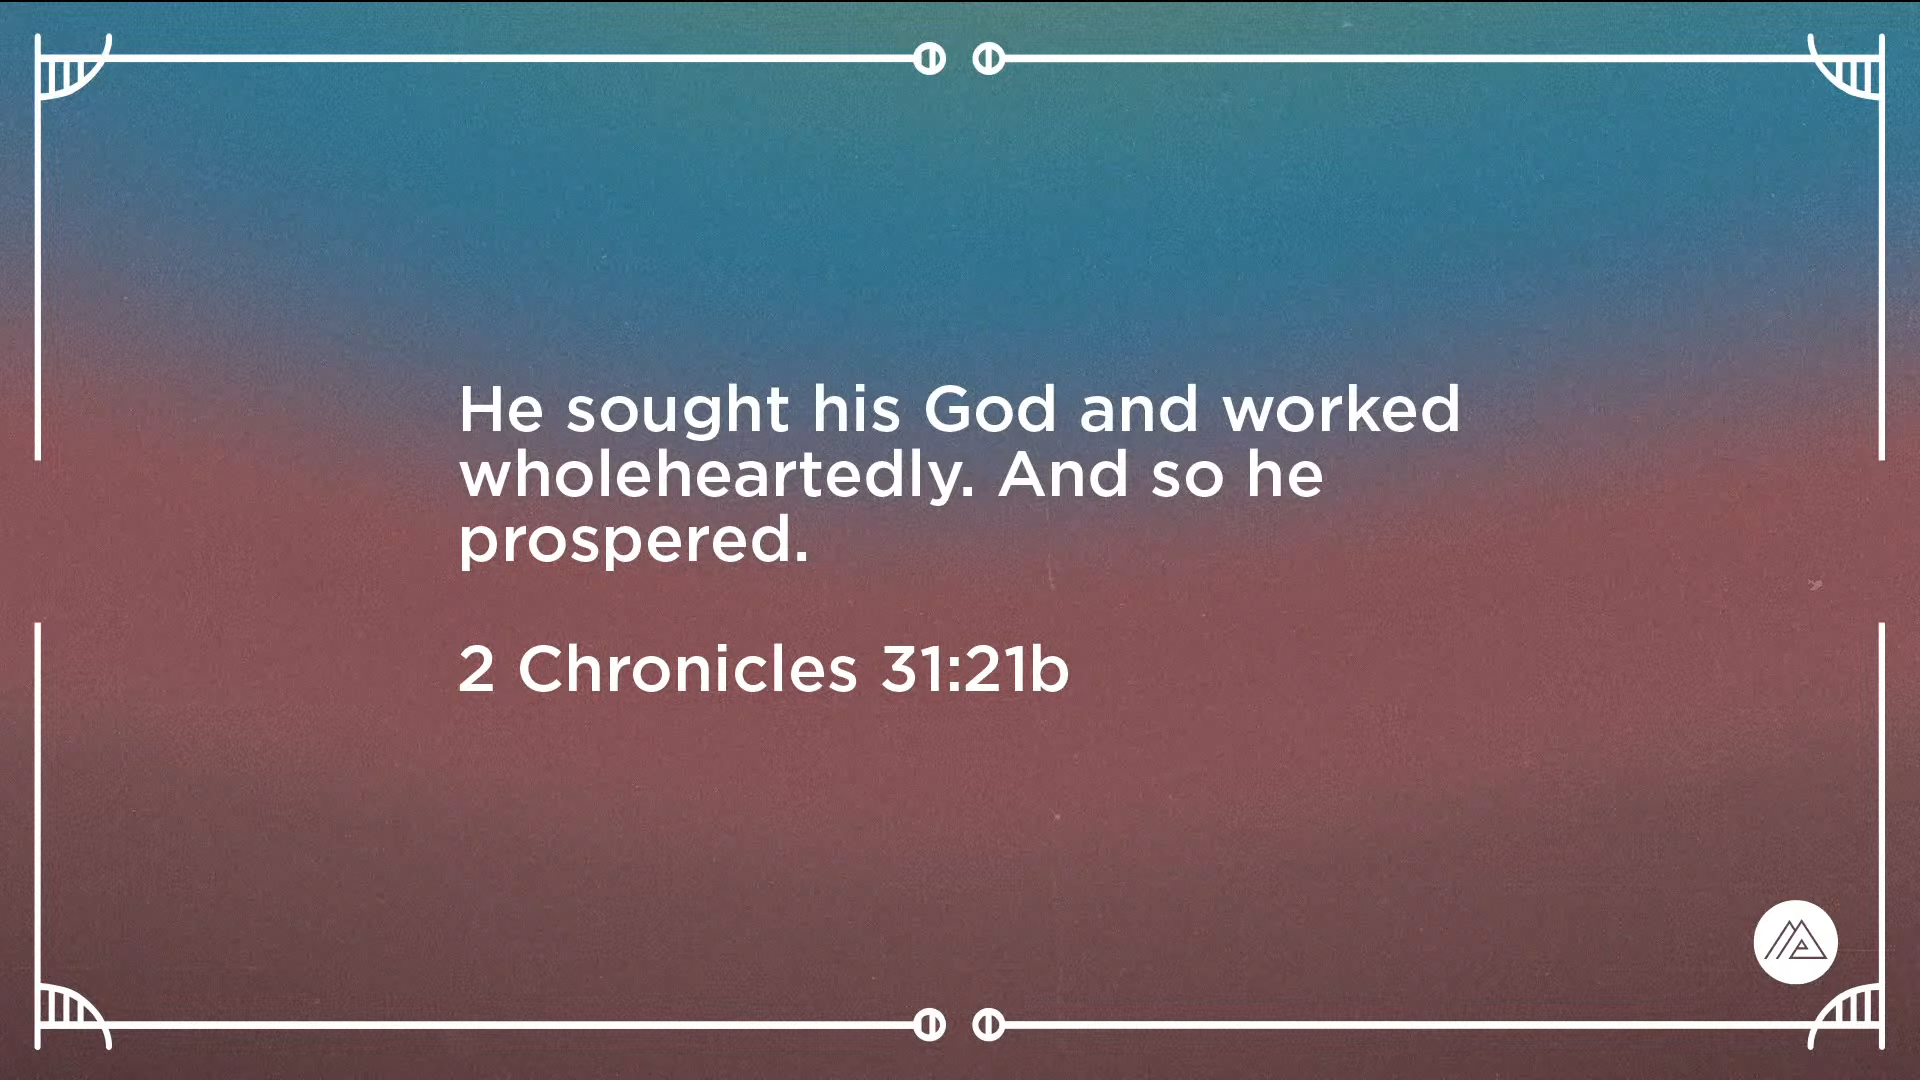 He sought his God and worked
wholeheartedly. And so he
prospered.
2 Chronicles 31:21b